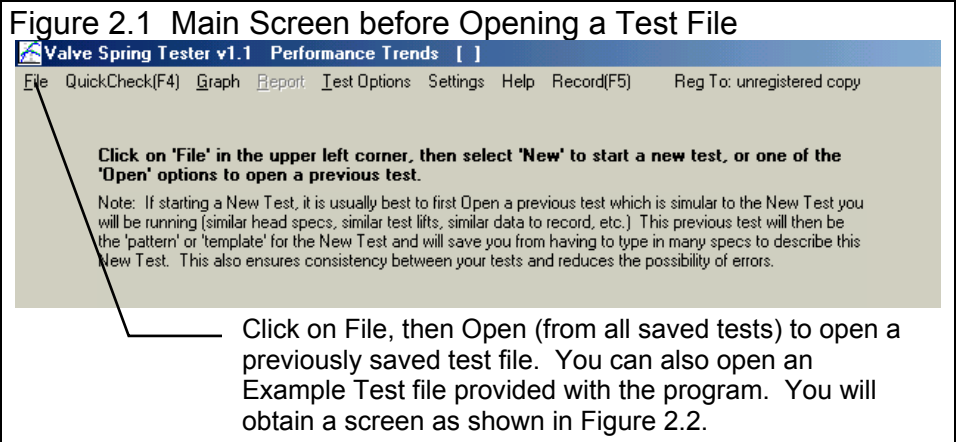 Figure 2.1  Main Screen before Opening a Test File
Valve Spring Tester v1.1   Performance Trends   [ ]
File   QuickCheck(F4)   Graph   Report   Test Options   Settings   Help   Record(F5)   Reg To: unregistered copy
Click on 'File' in the upper left corner, then select 'New' to start a new test, or one of the
'Open' options to open a previous test.
Note:  If starting a New Test, it is usually best to first Open a previous test which is simular to the New Test you
will be running (similar head specs, similar test lifts, similar data to record, etc.)  This previous test will then be
the 'pattern' or 'template' for the New Test and will save you from having to type in many specs to describe this
New Test.  This also ensures consistency between your tests and reduces the possibility of errors.
Click on File, then Open (from all saved tests) to open a
previously saved test file.  You can also open an
Example Test file provided with the program.  You will
obtain a screen as shown in Figure 2.2.